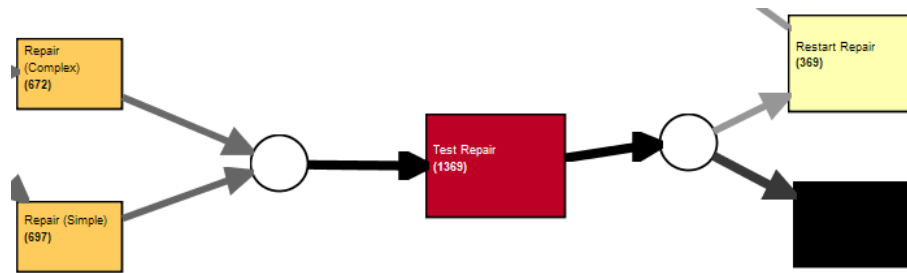 Repair
(Complex)
(672)
Repair (Simple)
(697)
Test Repair
(1369)
Restart Repair
(369)